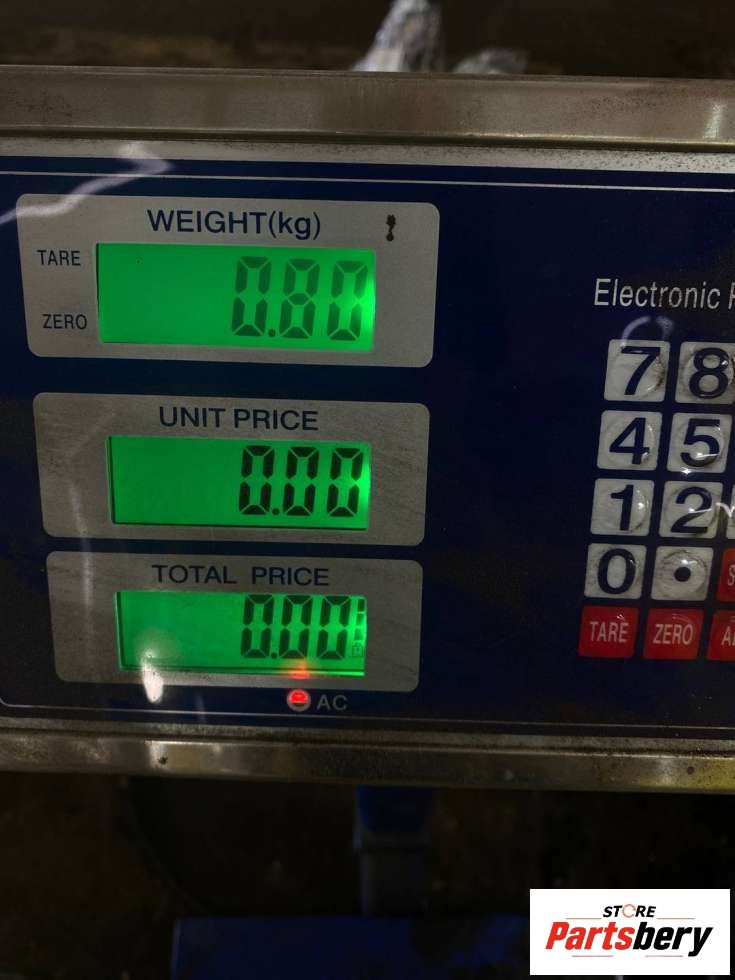 WEIGHT(kg)
TARE
0.80
ZERO
Electronic
UNIT PRICE
0.00
7 8
4 5
1 2
0 .
TOTAL PRICE
0.00
TARE ZERO
AC
STORE
Partsbery